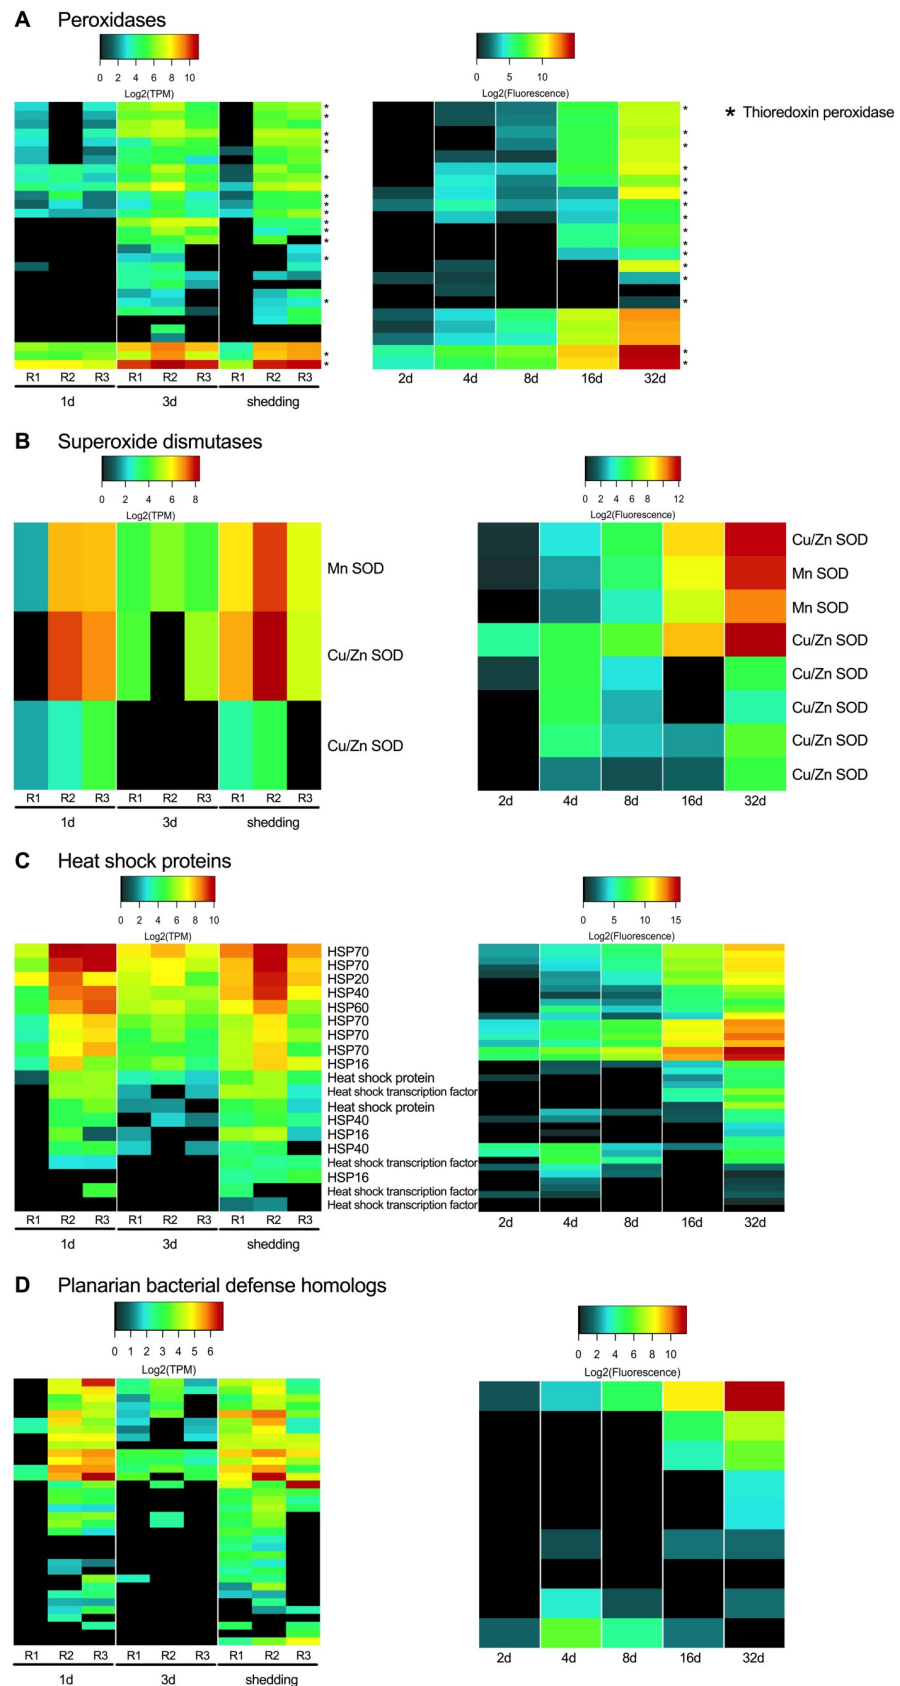 A Peroxidases
0 2 4 6 8 10
Log2(TPM)
0 5 10
Log2(Fluorescence)
* Thioredoxin peroxidase
R1 R2 R3 R1 R2 R3 R1 R2 R3
1d 3d shedding
2d 4d 8d 16d 32d
B Superoxide dismutases
0 2 4 6 8
Log2(TPM)
0 2 4 6 8 12
Log2(Fluorescence)
Mn SOD
Cu/Zn SOD
Cu/Zn SOD
R1 R2 R3 R1 R2 R3 R1 R2 R3
1d 3d shedding
Cu/Zn SOD
Mn SOD
Mn SOD
Cu/Zn SOD
Cu/Zn SOD
Cu/Zn SOD
Cu/Zn SOD
Cu/Zn SOD
2d 4d 8d 16d 32d
C Heat shock proteins
0 2 4 6 8 10
Log2(TPM)
0 5 10 15
Log2(Fluorescence)
HSP70
HSP70
HSP20
HSP40
HSP60
HSP70
HSP70
HSP70
HSP16
Heat shock protein
Heat shock transcription factor
Heat shock protein
HSP40
HSP16
HSP40
Heat shock transcription factor
HSP16
Heat shock transcription factor
Heat shock transcription factor
R1 R2 R3 R1 R2 R3 R1 R2 R3
1d 3d shedding
2d 4d 8d 16d 32d
D Planarian bacterial defense homologs
0 1 2 3 4 5 6
Log2(TPM)
0 2 4 6 8 10
Log2(Fluorescence)
R1 R2 R3 R1 R2 R3 R1 R2 R3
1d 3d shedding
2d 4d 8d 16d 32d